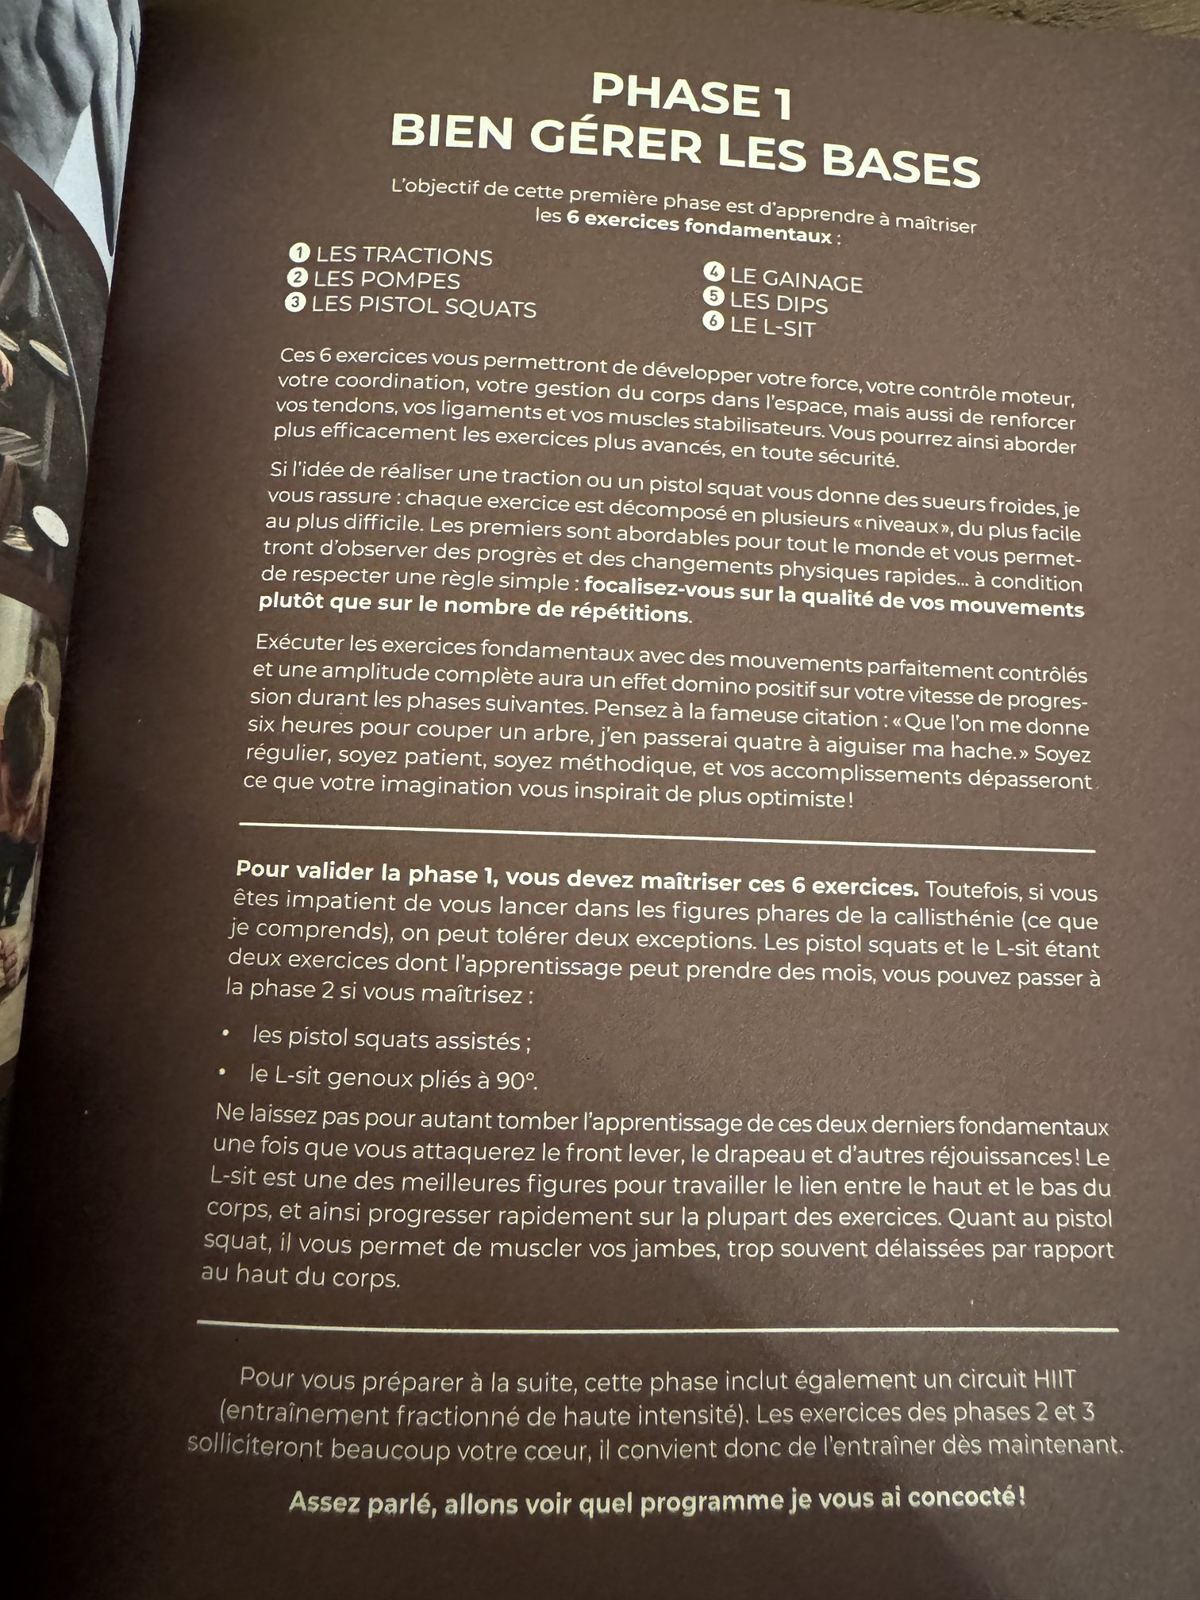 PHASE 1
BIEN GÉRER LES BASES
L'objectif de cette première phase est d'apprendre à maîtriser
les 6 exercices fondamentaux :
1 LES TRACTIONS
2 LES POMPES
3 LES PISTOL SQUATS
4 LE GAINAGE
5 LES DIPS
6 LE L-SIT
Ces 6 exercices vous permettront de développer votre force, votre contrôle moteur,
votre coordination, votre gestion du corps dans l'espace, mais aussi de renforcer
vos tendons, vos ligaments et vos muscles stabilisateurs. Vous pourrez ainsi aborder
plus efficacement les exercices plus avancés, en toute sécurité.
Si l'idée de réaliser une traction ou un pistol squat vous donne des sueurs froides, je
vous rassure : chaque exercice est décomposé en plusieurs « niveaux », du plus facile
au plus difficile. Les premiers sont abordables pour tout le monde et vous permet-
tront d'observer des progrès et des changements physiques rapides... à condition
de respecter une règle simple : focalisez-vous sur la qualité de vos mouvements
plutôt que sur le nombre de répétitions.
Exécuter les exercices fondamentaux avec des mouvements parfaitement contrôlés
et une amplitude complète aura un effet domino positif sur votre vitesse de progres-
sion durant les phases suivantes. Pensez à la fameuse citation : « Que l'on me donne
six heures pour couper un arbre, j'en passerai quatre à aiguiser ma hache. » Soyez
régulier, soyez patient, soyez méthodique, et vos accomplissements dépasseront
ce que votre imagination vous inspirait de plus optimiste !
Pour valider la phase 1, vous devez maîtriser ces 6 exercices. Toutefois, si vous
êtes impatient de vous lancer dans les figures phares de la callisthénie (ce que
je comprends), on peut tolérer deux exceptions. Les pistol squats et le L-sit étant
deux exercices dont l'apprentissage peut prendre des mois, vous pouvez passer à
la phase 2 si vous maîtrisez :
• les pistol squats assistés ;
• le L-sit genoux pliés à 90°.
Ne laissez pas pour autant tomber l'apprentissage de ces deux derniers fondamentaux
une fois que vous attaquerez le front lever, le drapeau et d'autres réjouissances ! Le
L-sit est une des meilleures figures pour travailler le lien entre le haut et le bas du
corps, et ainsi progresser rapidement sur la plupart des exercices. Quant au pistol
squat, il vous permet de muscler vos jambes, trop souvent délaissées par rapport
au haut du corps.
Pour vous préparer à la suite, cette phase inclut également un circuit HIIT
(entraînement fractionné de haute intensité). Les exercices des phases 2 et 3
solliciteront beaucoup votre cœur, il convient donc de l'entraîner dès maintenant.
Assez parlé, allons voir quel programme je vous ai concocté !